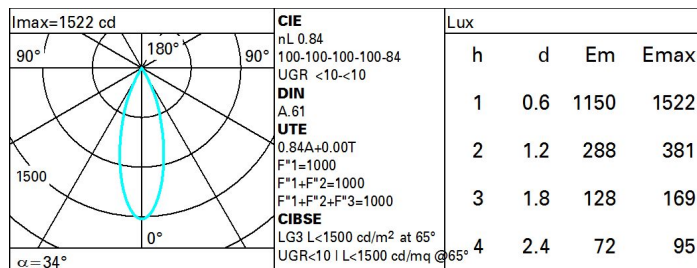 Imax=1522 cd
90°
180°
90°
1500
0°
α=34°
CIE
nL 0.84
100-100-100-100-84
UGR <10-<10
DIN
A.61
UTE
0.84A+0.00T
F"1=1000
F"1+F"2=1000
F"1+F"2+F"3=1000
CIBSE
LG3 L<1500 cd/m² at 65°
UGR<10 | L<1500 cd/mq @65°
Lux
h d Em Emax
1 0.6 1150 1522
2 1.2 288 381
3 1.8 128 169
4 2.4 72 95